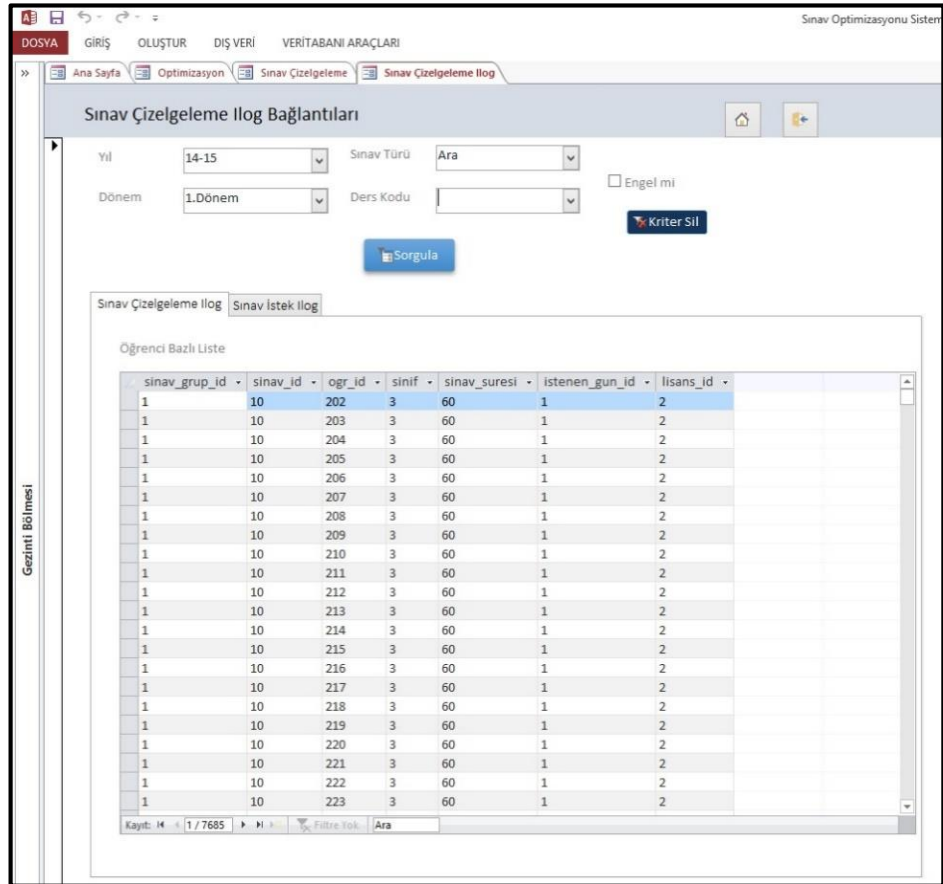 Sınav Optimizasyonu Sistem
DOSYA GİRİŞ OLUŞTUR DIŞ VERİ VERİTABANI ARAÇLARI
» Ana Sayfa Optimizasyon Sınav Çizelgeleme Sınav Çizelgeleme Ilog
Sınav Çizelgeleme Ilog Bağlantıları
Yıl 14-15 Sınav Türü Ara
Engel mi
Dönem 1.Dönem Ders Kodu
Kriter Sil
Sorgula
Sınav Çizelgeleme Ilog Sınav İstek Ilog
Öğrenci Bazlı Liste
sinav_grup_id sinav_id ogr_id sinif sinav_suresi istenen_gun_id lisans_id
1 10 202 3 60 1 2
1 10 203 3 60 1 2
1 10 204 3 60 1 2
1 10 205 3 60 1 2
1 10 206 3 60 1 2
1 10 207 3 60 1 2
1 10 208 3 60 1 2
1 10 209 3 60 1 2
1 10 210 3 60 1 2
1 10 211 3 60 1 2
1 10 212 3 60 1 2
1 10 213 3 60 1 2
1 10 214 3 60 1 2
1 10 215 3 60 1 2
1 10 216 3 60 1 2
1 10 217 3 60 1 2
1 10 218 3 60 1 2
1 10 219 3 60 1 2
1 10 220 3 60 1 2
1 10 221 3 60 1 2
1 10 222 3 60 1 2
1 10 223 3 60 1 2
Kayıt: 1 / 7685 Filtre Yok Ara
Gezinti Bölmesi